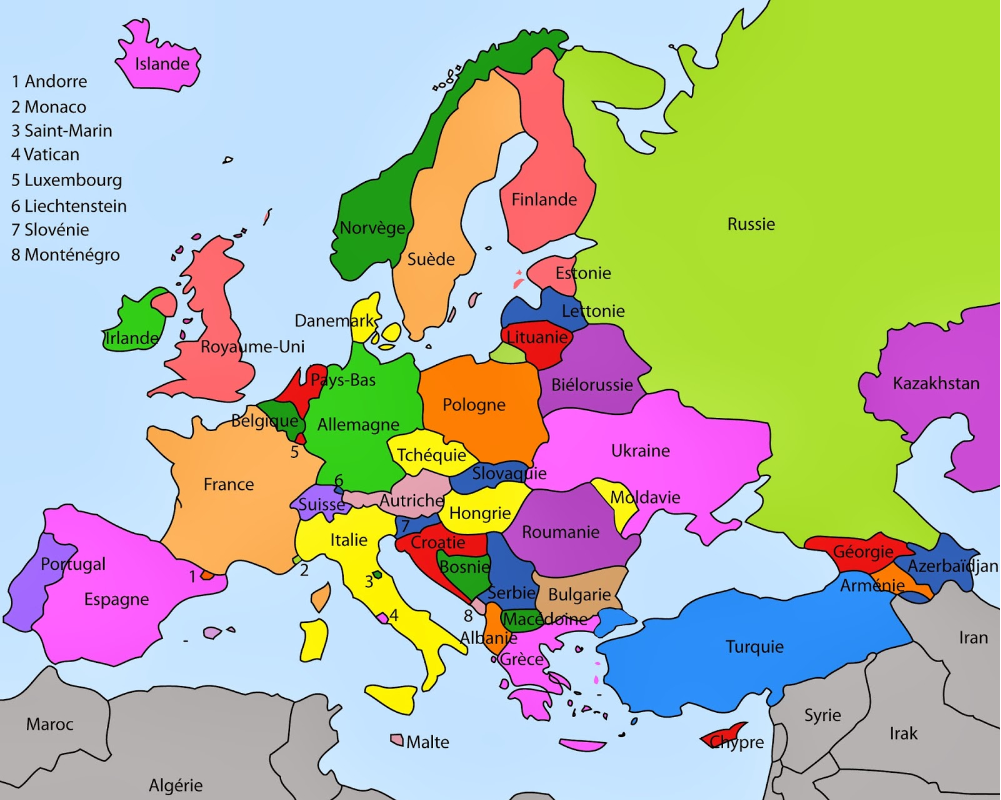 Islande
1 Andorre
2 Monaco
3 Saint-Marin
4 Vatican
5 Luxembourg
6 Liechtenstein
7 Slovénie
8 Monténégro
Finlande
Norvège
Suède
Russie
Estonie
Lettonie
Lituanie
Danemark
Irlande
Royaume-Uni
Pays-Bas
Biélorussie
Kazakhstan
Belgique
Allemagne
Pologne
5
Tchéquie
Ukraine
France
6
Slovaquie
Suisse
Autriche
Moldavie
Hongrie
7
Roumanie
Italie
Croatie
Géorgie
Portugal
1
2
3
Bosnie
Azerbaïdjan
Arménie
Espagne
Serbie
Bulgarie
4
8
Macédoine
Albanie
Grèce
Turquie
Iran
Maroc
Syrie
Irak
Malte
Chypre
Algérie